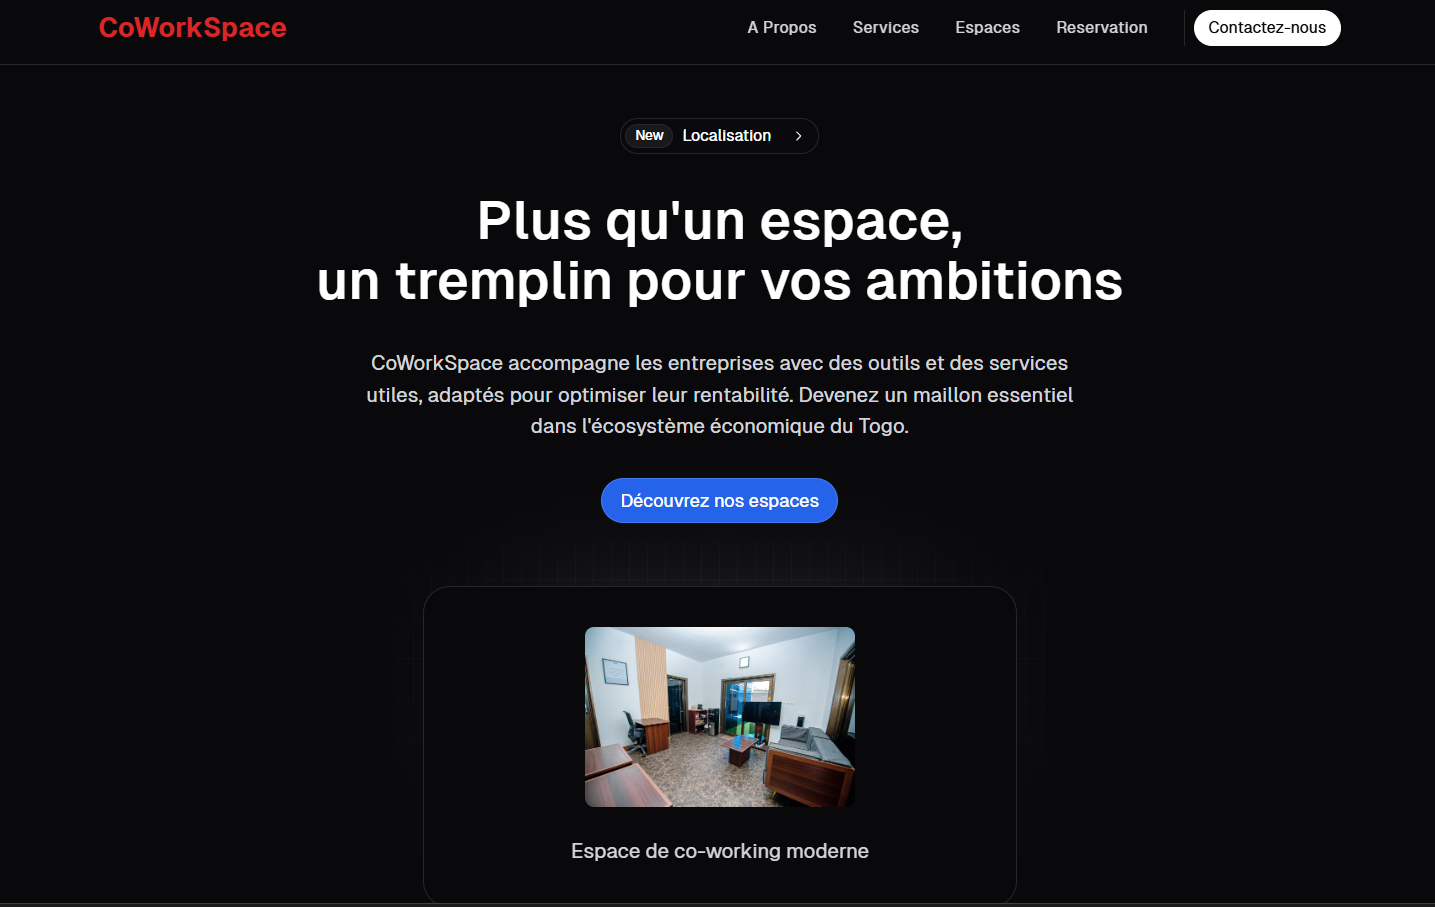 CoWorkSpace
A Propos
Services
Espaces
Reservation
Contactez-nous
New Localisation
Plus qu'un espace,
un tremplin pour vos ambitions
CoWorkSpace accompagne les entreprises avec des outils et des services
utiles, adaptés pour optimiser leur rentabilité. Devenez un maillon essentiel
dans l'écosystème économique du Togo.
Découvrez nos espaces
Espace de co-working moderne